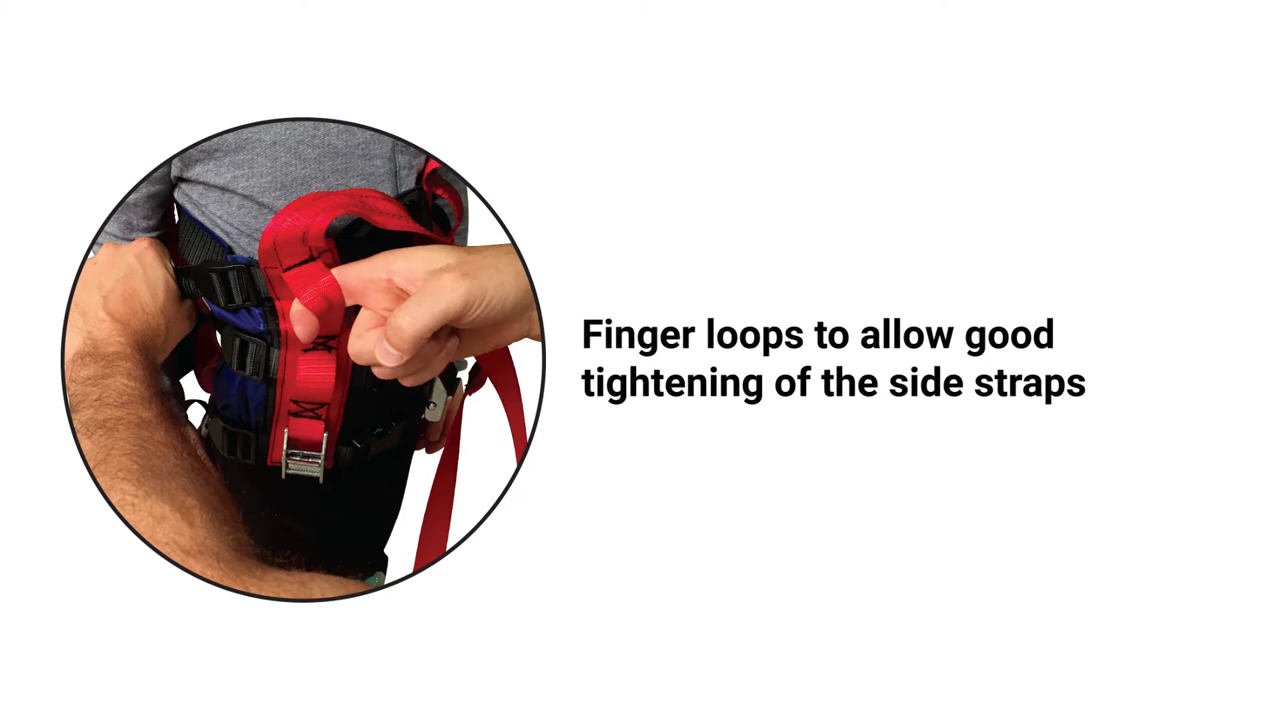 Finger loops to allow good
tightening of the side straps